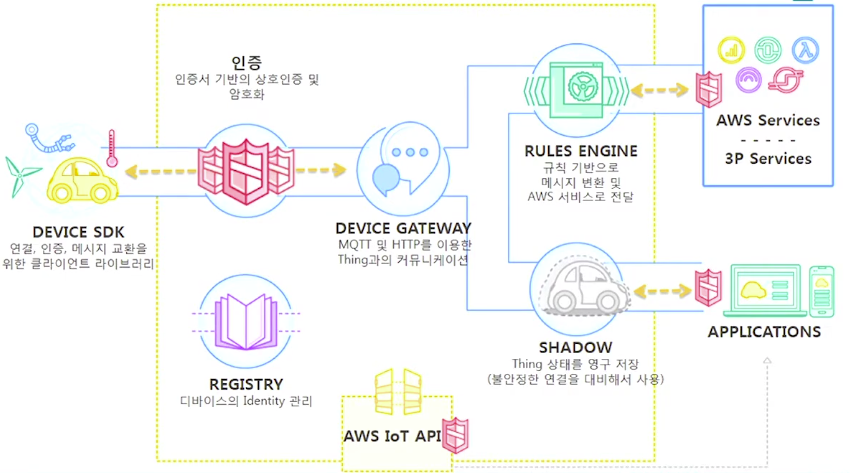 인증
인증서 기반의 상호인증 및
암호화
DEVICE SDK
연결, 인증, 메시지 교환을
위한 클라이언트 라이브러리
DEVICE GATEWAY
MQTT 및 HTTP를 이용한
Thing과의 커뮤니케이션
RULES ENGINE
규칙 기반으로
메시지 변환 및
AWS 서비스로 전달
AWS Services
- - - - -
3P Services
REGISTRY
디바이스의 Identity 관리
SHADOW
Thing 상태를 영구 저장
(불안정한 연결을 대비해서 사용)
APPLICATIONS
AWS IoT API